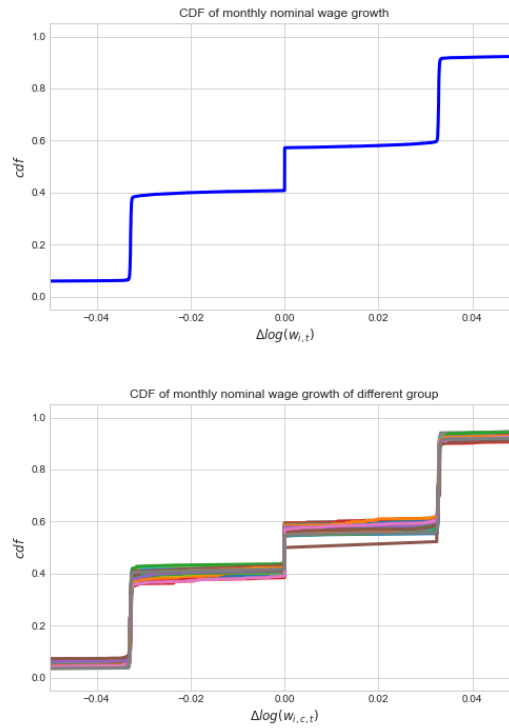 CDF of monthly nominal wage growth
1.0
0.8
0.6
0.4
0.2
0.0
cdf
−0.04 −0.02 0.00 0.02 0.04
Δlog(w_{i,t})
CDF of monthly nominal wage growth of different group
1.0
0.8
0.6
0.4
0.2
0.0
cdf
−0.04 −0.02 0.00 0.02 0.04
Δlog(w_{i,c,t})